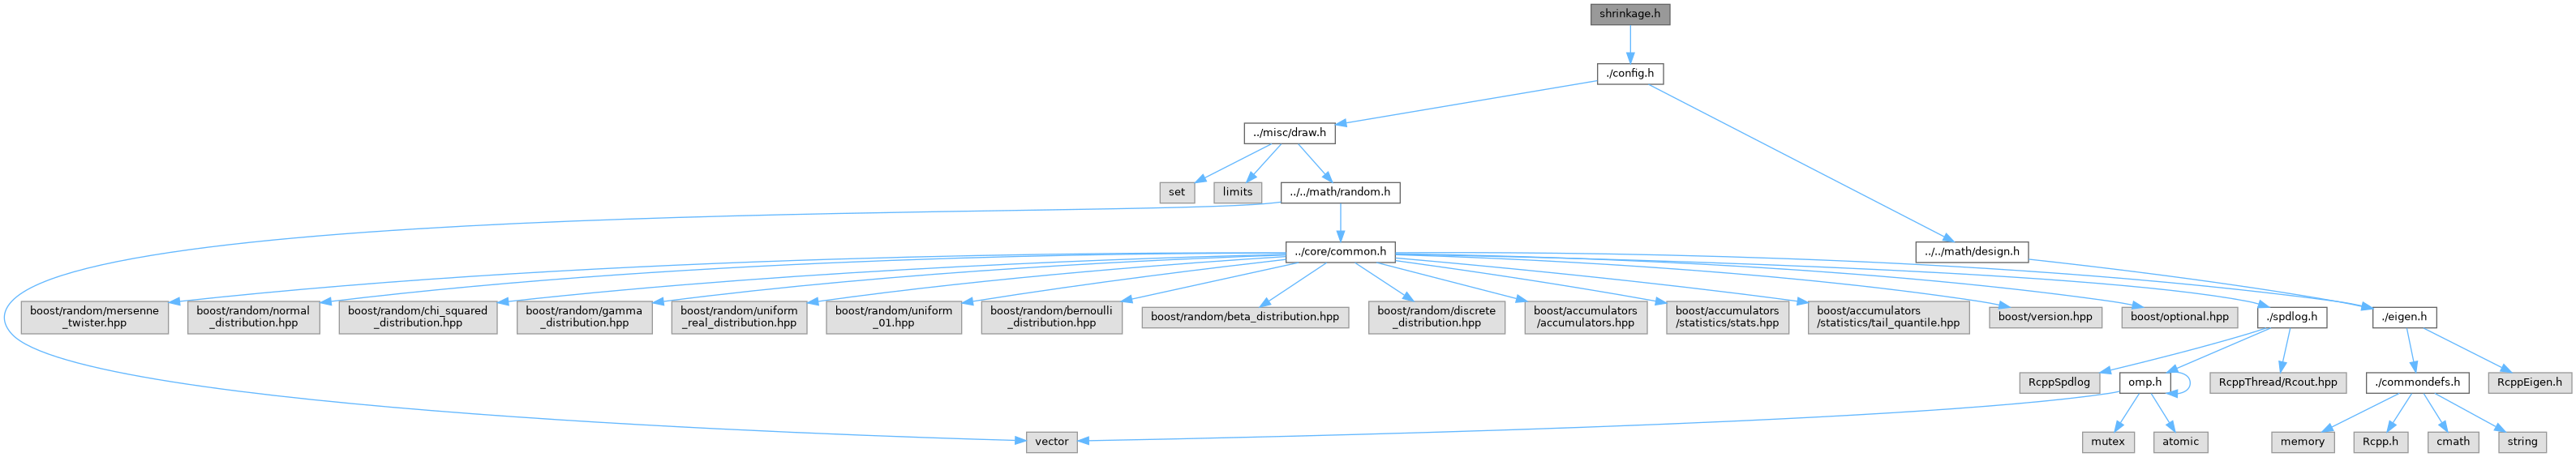 shrinkage.h
./config.h
../misc/draw.h
set
limits
../../math/random.h
../core/common.h
../../math/design.h
boost/random/mersenne
_twister.hpp
boost/random/normal
_distribution.hpp
boost/random/chi_squared
_distribution.hpp
boost/random/gamma
_distribution.hpp
boost/random/uniform
_real_distribution.hpp
boost/random/uniform
_01.hpp
boost/random/bernoulli
_distribution.hpp
boost/random/beta_distribution.hpp
boost/random/discrete
_distribution.hpp
boost/accumulators
/accumulators.hpp
boost/accumulators
/statistics/stats.hpp
boost/accumulators
/statistics/tail_quantile.hpp
boost/version.hpp
boost/optional.hpp
./spdlog.h
./eigen.h
RcppSpdlog
omp.h
RcppThread/Rcout.hpp
./commondefs.h
RcppEigen.h
vector
mutex
atomic
memory
Rcpp.h
cmath
string